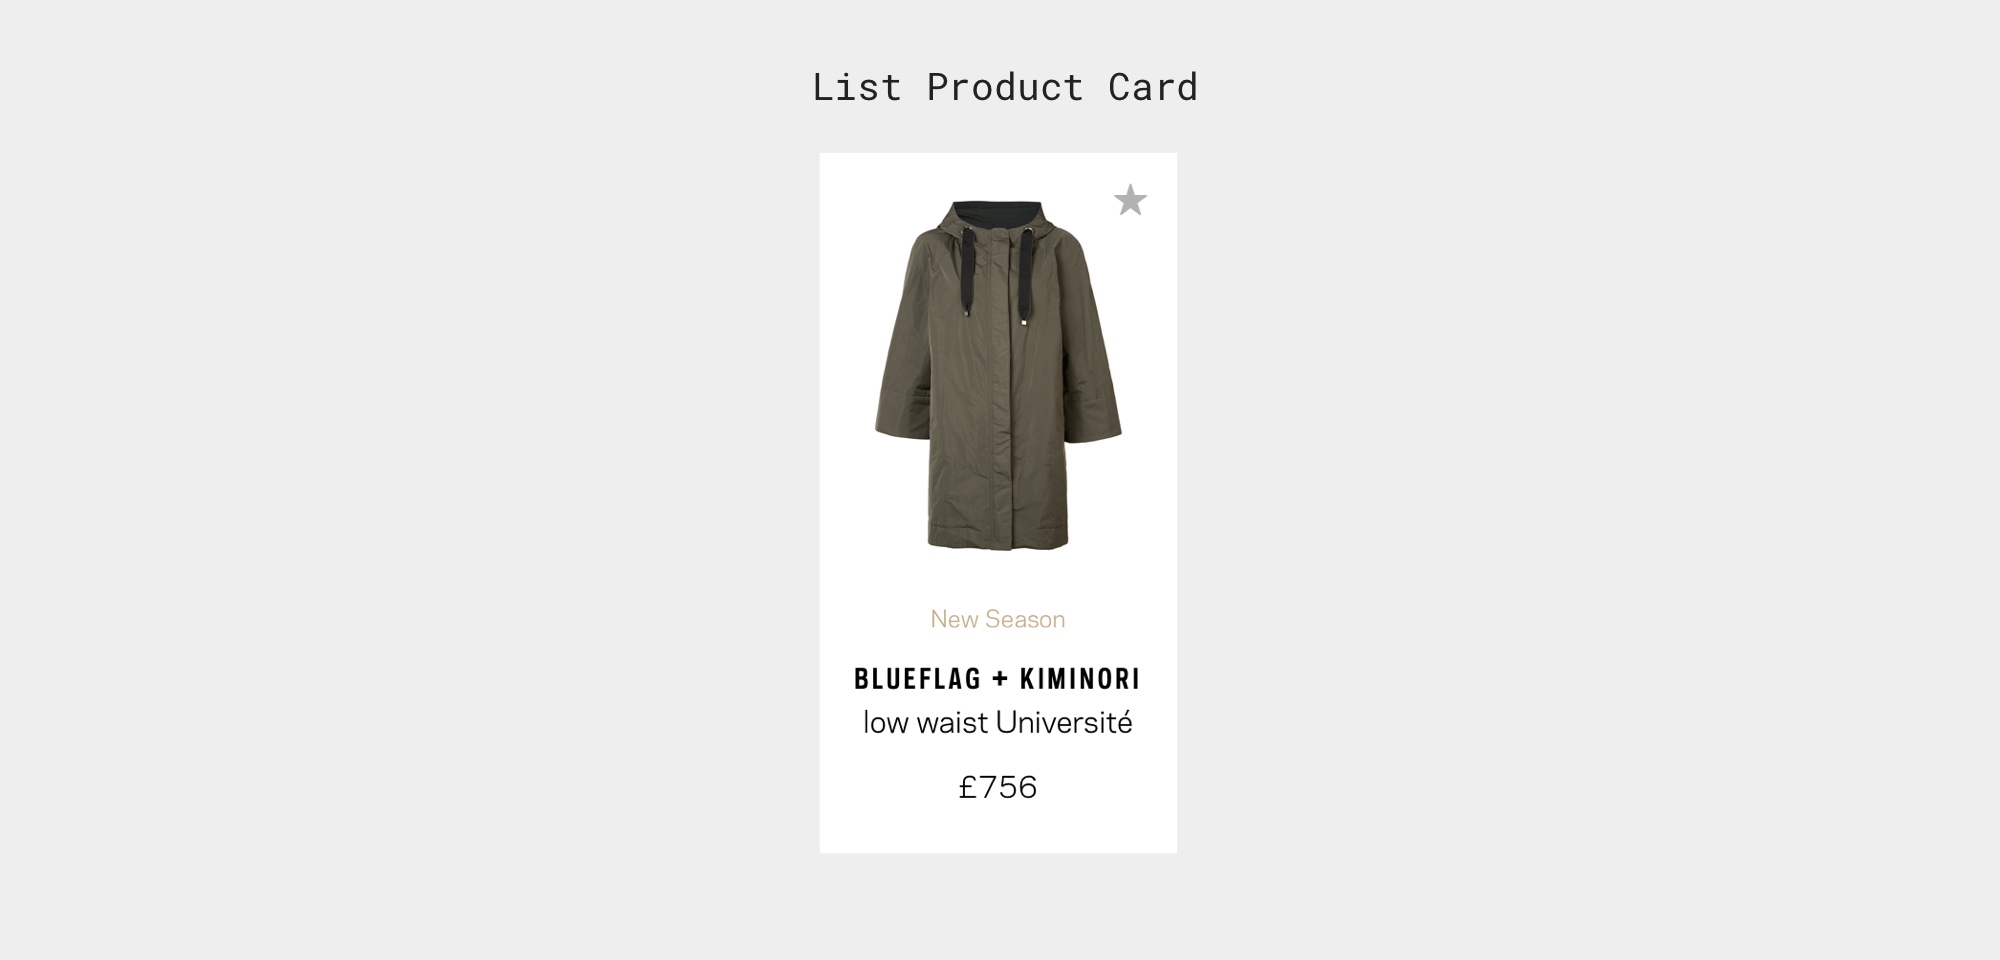 List Product Card
New Season
BLUEFLAG + KIMINORI
low waist Université
£756